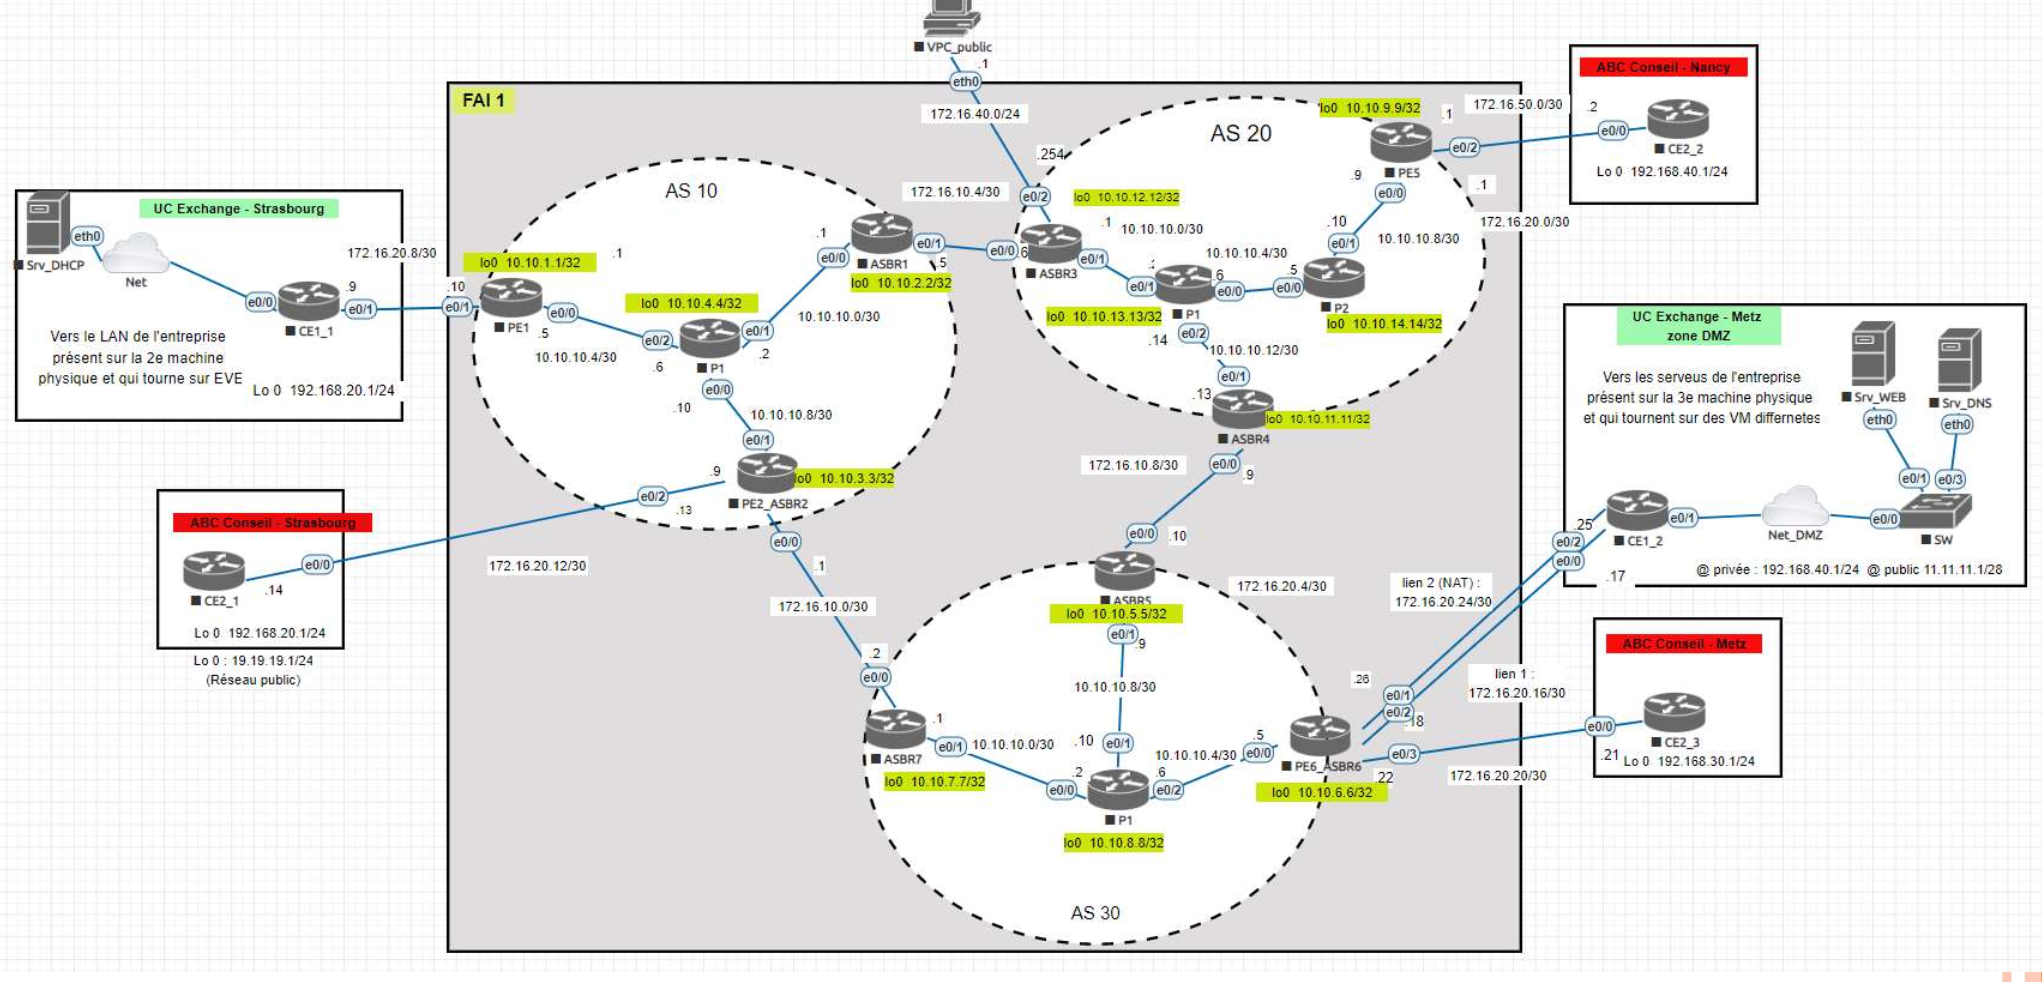 VPC_public
.1
eth0
172.16.40.0/24
FAI 1
AS 10
AS 20
lo0 10.10.9.9/32
.1
172.16.50.0/30
ABC Conseil - Nancy
.2
e0/0
e0/2
CE2_2
Lo 0 192.168.40.1/24
PE5
.9
e0/0
.1
172.16.20.0/30
.254
172.16.10.4/30
e0/2
lo0 10.10.12.12/32
.1
10.10.10.0/30
.10
e0/1
10.10.10.8/30
UC Exchange - Strasbourg
eth0
Srv_DHCP
Net
172.16.20.8/30
e0/0
.9
e0/1
CE1_1
Vers le LAN de l'entreprise
présent sur la 2e machine
physique et qui tourne sur EVE
Lo 0 192.168.20.1/24
lo0 10.10.1.1/32
.1
.10
e0/1
e0/0
PE1
.5
10.10.10.4/30
lo0 10.10.4.4/32
e0/2
e0/1
.6
.2
P1
e0/0
.10
.1
e0/0
ASBR1
e0/1
.5
lo0 10.10.2.2/32
10.10.10.0/30
e0/0
.6
ASBR3
e0/1
e0/1
10.10.10.4/30
.6
e0/0
.5
e0/0
P1
P2
lo0 10.10.13.13/32
lo0 10.10.14.14/32
.14
e0/2
10.10.10.12/30
e0/1
.13
lo0 10.10.11.11/32
ASBR4
e0/0
.9
172.16.10.8/30
10.10.10.8/30
e0/1
.9
lo0 10.10.3.3/32
PE2_ASBR2
e0/2
.13
e0/0
.1
ABC Conseil - Strasbourg
e0/0
.14
CE2_1
Lo 0 192.168.20.1/24
Lo 0 : 19.19.19.1/24
(Réseau public)
172.16.20.12/30
172.16.10.0/30
.2
e0/0
e0/0
.10
ASBR5
lo0 10.10.5.5/32
e0/1
.9
10.10.10.8/30
172.16.20.4/30
.1
e0/1
10.10.10.0/30
ASBR7
lo0 10.10.7.7/32
.10
e0/1
.2
e0/0
.6
e0/2
10.10.10.4/30
.5
e0/0
P1
lo0 10.10.8.8/32
PE6_ASBR6
lo0 10.10.6.6/32
AS 30
.26
e0/1
e0/2
.18
e0/3
.22
lien 2 (NAT) :
172.16.20.24/30
lien 1 :
172.16.20.16/30
172.16.20.20/30
UC Exchange - Metz
zone DMZ
Vers les serveus de l'entreprise
présent sur la 3e machine physique
et qui tournent sur des VM differnetes
Srv_WEB
eth0
Srv_DNS
eth0
e0/1
e0/3
.25
e0/2
e0/0
.17
CE1_2
e0/1
Net_DMZ
e0/0
SW
@ privée : 192.168.40.1/24 @ public 11.11.11.1/28
ABC Conseil - Metz
e0/0
.21
CE2_3
Lo 0 192.168.30.1/24